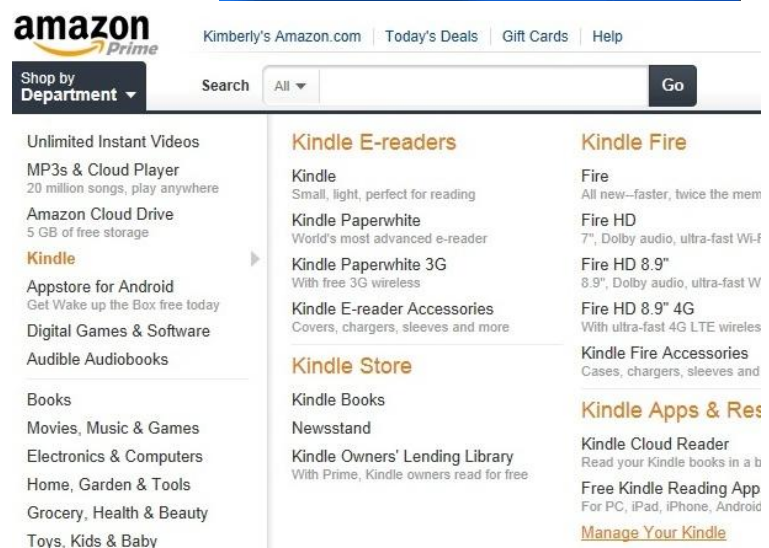 amazon
Prime
Kimberly's Amazon.com Today's Deals Gift Cards Help
Shop by
Department
Search All Go
Unlimited Instant Videos
MP3s & Cloud Player
20 million songs, play anywhere
Amazon Cloud Drive
5 GB of free storage
Kindle
Appstore for Android
Get Wake up the Box free today
Digital Games & Software
Audible Audiobooks
Books
Movies, Music & Games
Electronics & Computers
Home, Garden & Tools
Grocery, Health & Beauty
Toys, Kids & Baby
Kindle E-readers
Kindle
Small, light, perfect for reading
Kindle Paperwhite
World's most advanced e-reader
Kindle Paperwhite 3G
With free 3G wireless
Kindle E-reader Accessories
Covers, chargers, sleeves and more
Kindle Store
Kindle Books
Newsstand
Kindle Owners' Lending Library
With Prime, Kindle owners read for free
Kindle Fire
Fire
All new--faster, twice the mem
Fire HD
7", Dolby audio, ultra-fast Wi-F
Fire HD 8.9"
8.9", Dolby audio, ultra-fast W
Fire HD 8.9" 4G
With ultra-fast 4G LTE wireles
Kindle Fire Accessories
Cases, chargers, sleeves and
Kindle Apps & Res
Kindle Cloud Reader
Read your Kindle books in a b
Free Kindle Reading App
For PC, iPad, iPhone, Android
Manage Your Kindle